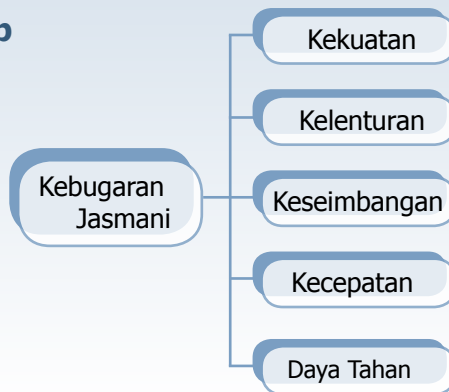 Kekuatan
Kelenturan
Kebugaran
Jasmani
Keseimbangan
Kecepatan
Daya Tahan